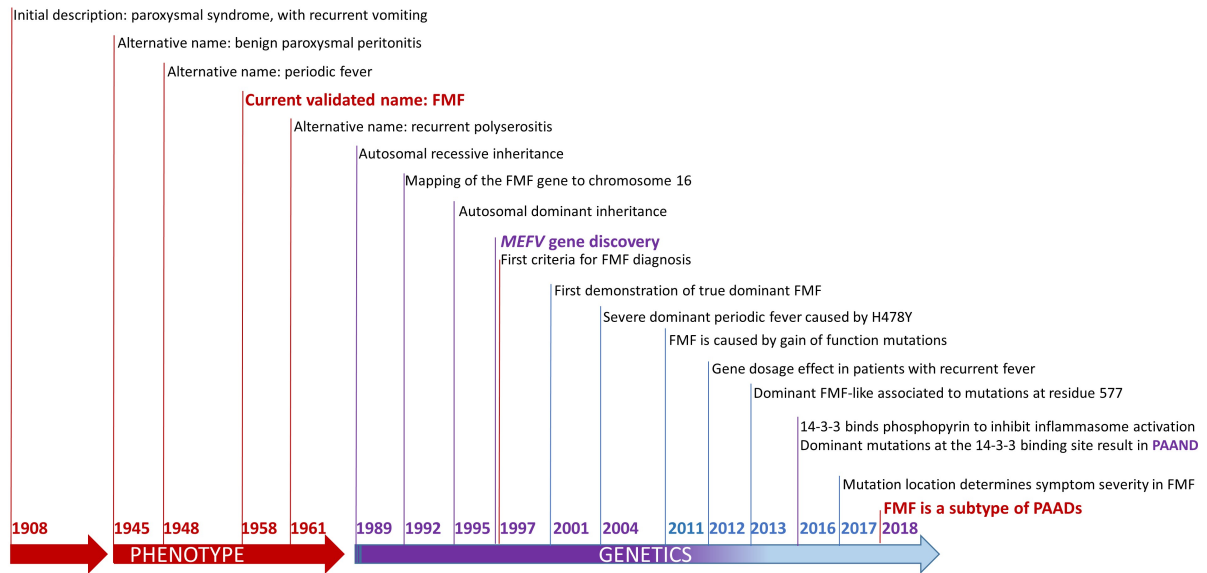 Initial description: paroxysmal syndrome, with recurrent vomiting
Alternative name: benign paroxysmal peritonitis
Alternative name: periodic fever
Current validated name: FMF
Alternative name: recurrent polyserositis
Autosomal recessive inheritance
Mapping of the FMF gene to chromosome 16
Autosomal dominant inheritance
MEFV gene discovery
First criteria for FMF diagnosis
First demonstration of true dominant FMF
Severe dominant periodic fever caused by H478Y
FMF is caused by gain of function mutations
Gene dosage effect in patients with recurrent fever
Dominant FMF-like associated to mutations at residue 577
14-3-3 binds phosphopyrin to inhibit inflammasome activation
Dominant mutations at the 14-3-3 binding site result in PAAND
Mutation location determines symptom severity in FMF
FMF is a subtype of PAADs
1908 1945 1948 1958 1961 1989 1992 1995 1997 2001 2004 2011 2012 2013 2016 2017 2018
PHENOTYPE GENETICS